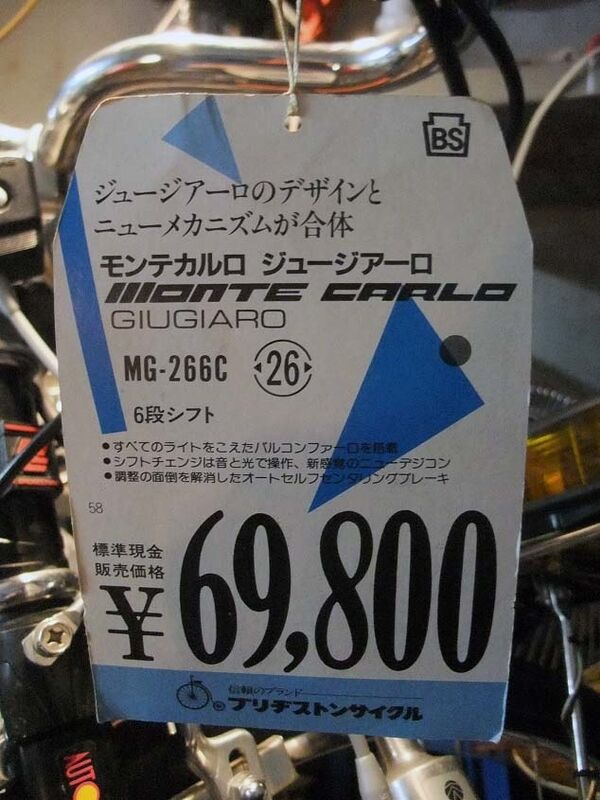 BS
ジュージアーロのデザインと
ニューメカニズムが合体
モンテカルロ ジュージアーロ
MONTE CARLO
GIUGIARO
MG-266C 26
6段シフト
●すべてのライトをこえたバルコンファーロを搭載
●シフトチェンジは音と光で操作、新感覚のニューデジコン
●調整の面倒を解消したオートセルフセンタリングブレーキ
58
標準現金
販売価格
¥69,800
信頼のブランド
ブリヂストンサイクル
AUTO